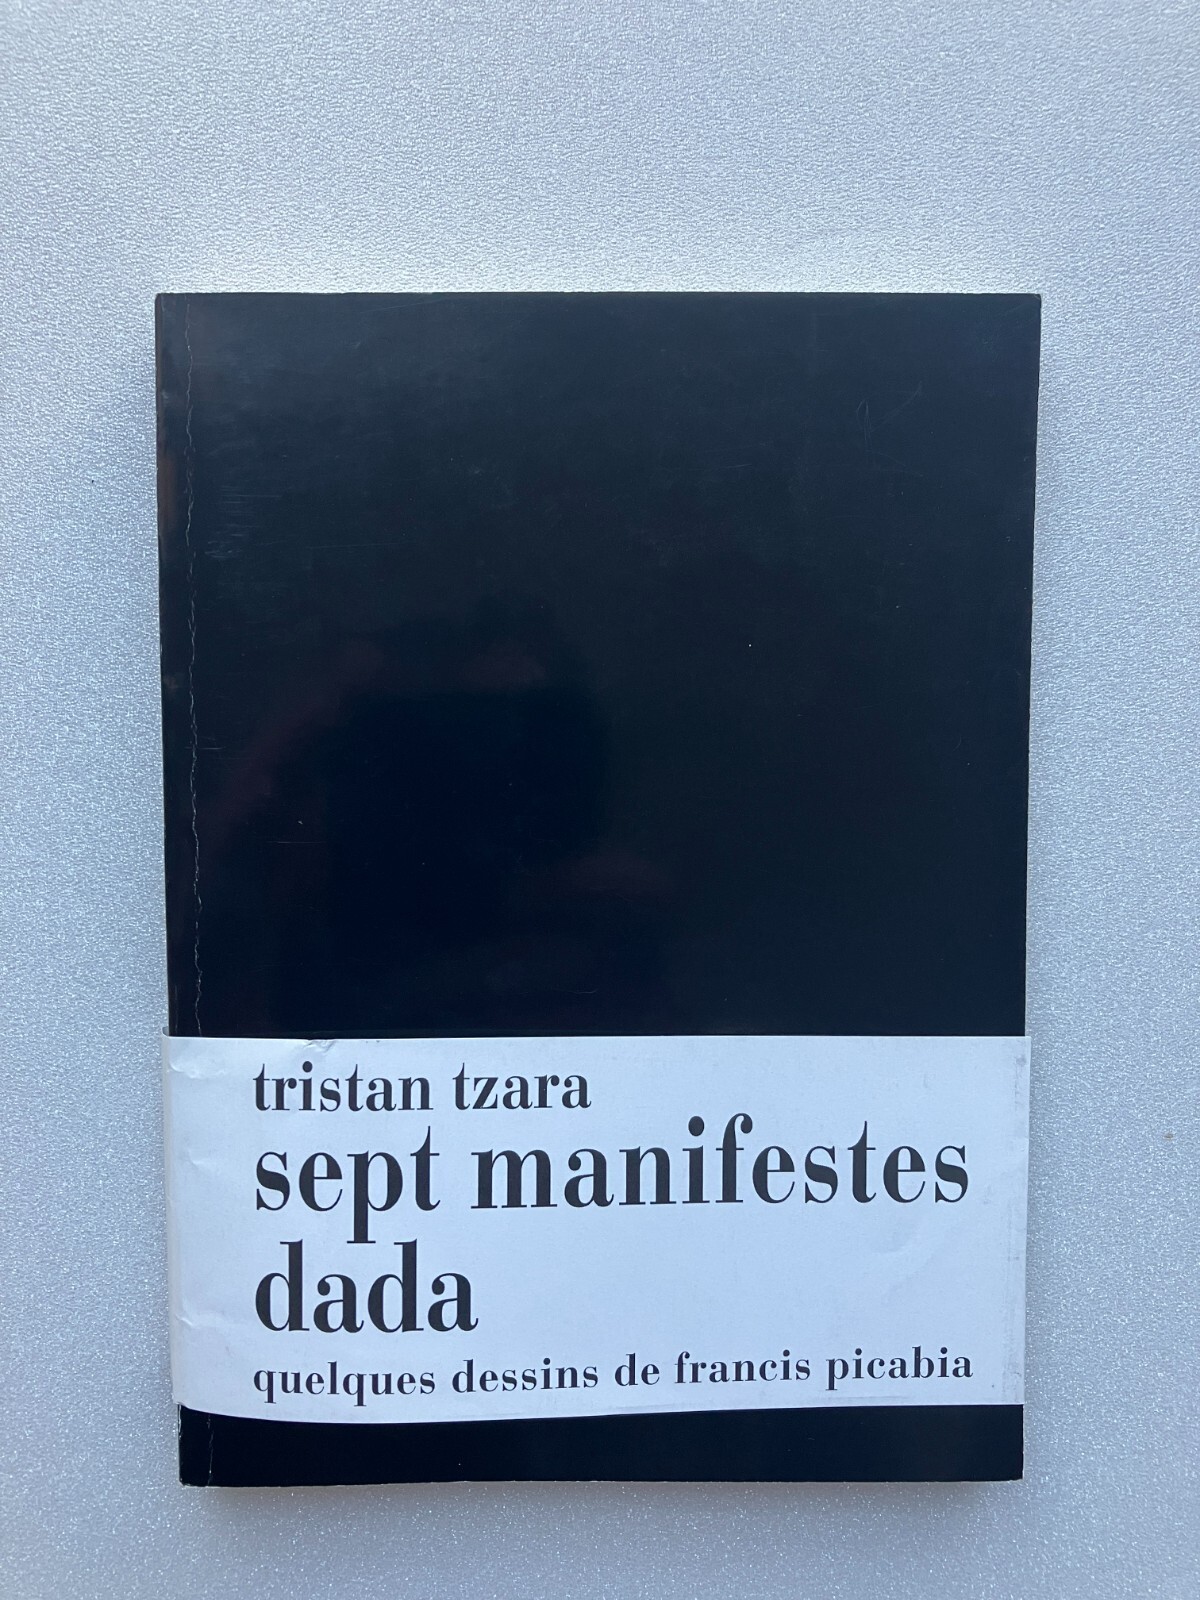 tristan tzara
sept manifestes
dada
quelques dessins de francis picabia